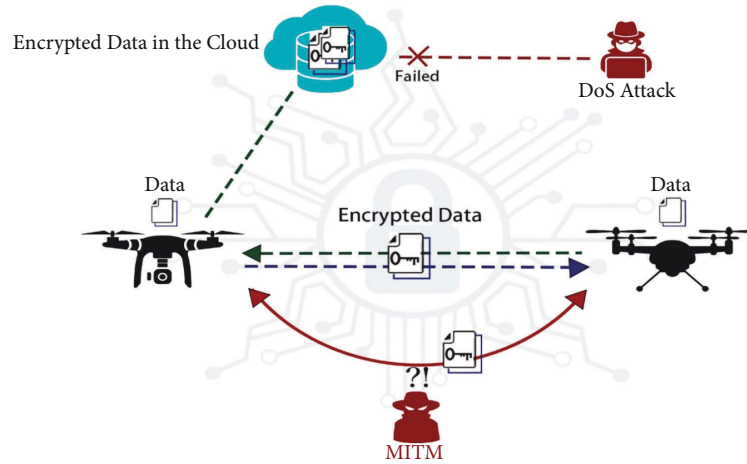 Encrypted Data in the Cloud
Failed
DoS Attack
Data
Data
Encrypted Data
?!
MITM